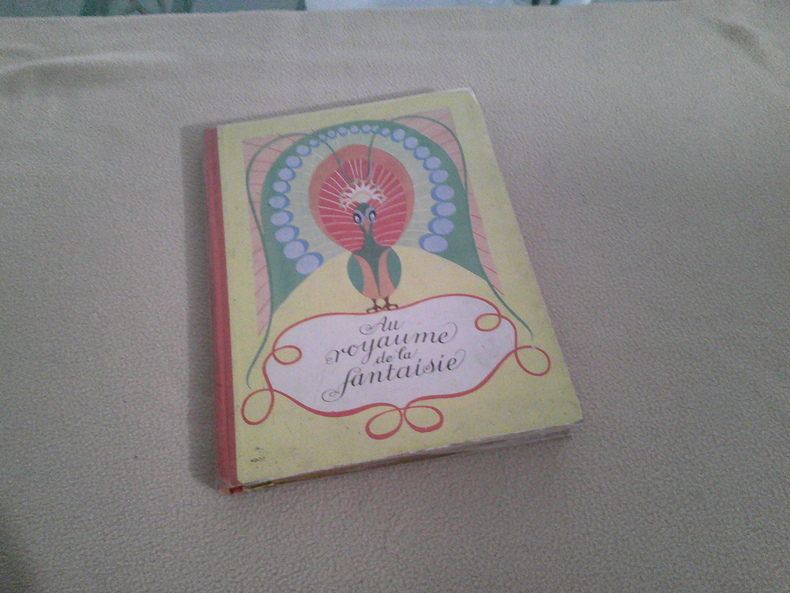 Au
royaume
de la
fantaisie